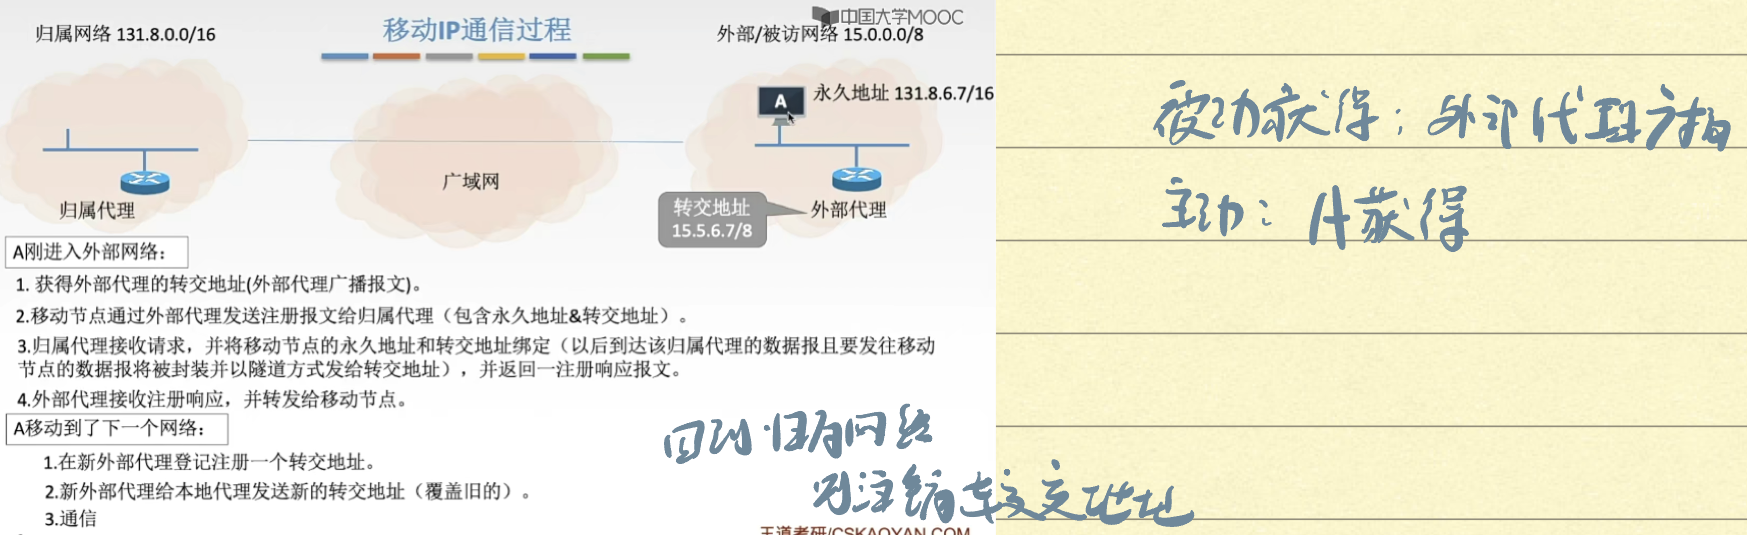 中国大学MOOC
归属网络 131.8.0.0/16
移动IP通信过程
外部/被访网络 15.0.0.0/8
A
永久地址 131.8.6.7/16
广域网
归属代理
转交地址
15.5.6.7/8
外部代理
A刚进入外部网络：
1. 获得外部代理的转交地址(外部代理广播报文)。
2.移动节点通过外部代理发送注册报文给归属代理（包含永久地址&转交地址）。
3.归属代理接收请求，并将移动节点的永久地址和转交地址绑定（以后到达该归属代理的数据报且要发往移动
节点的数据报将被封装并以隧道方式发给转交地址），并返回一注册响应报文。
4.外部代理接收注册响应，并转发给移动节点。
A移动到了下一个网络：
1.在新外部代理登记注册一个转交地址。
2.新外部代理给本地代理发送新的转交地址（覆盖旧的）。
3.通信
回到归属网络
则注销转交地址
王道考研/CSKAOYAN.COM
被动获得：外部代理广播
主动：A获得